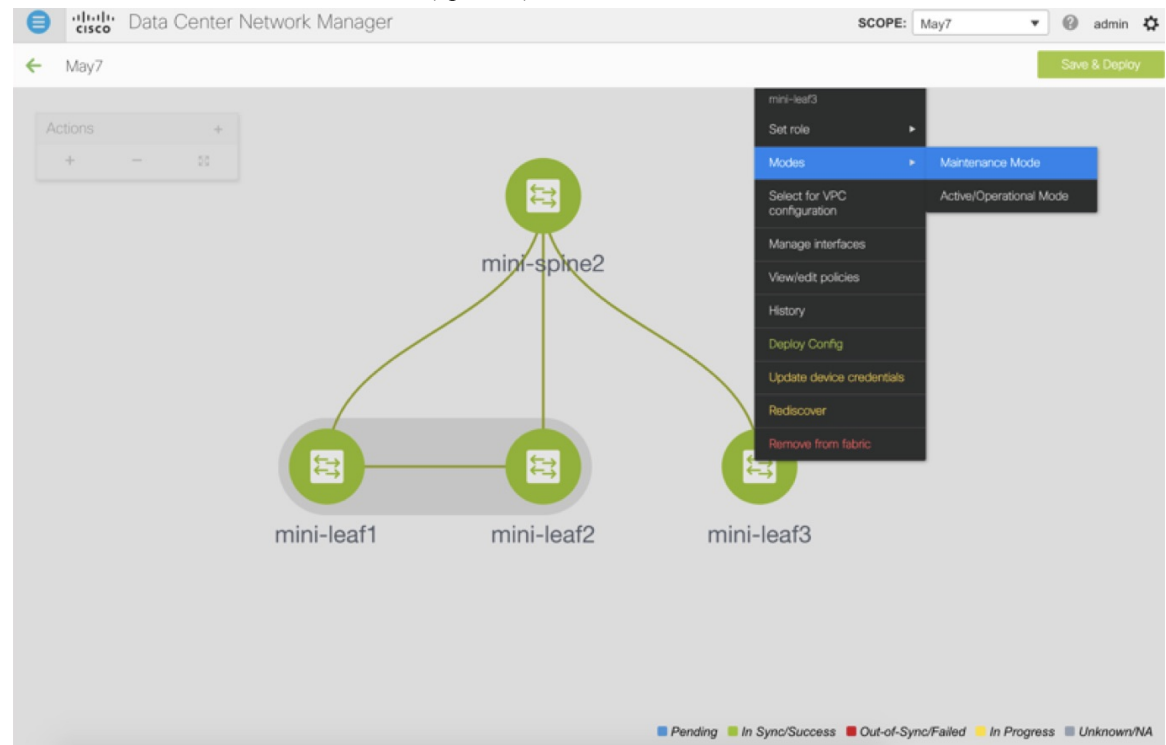 cisco Data Center Network Manager
SCOPE: May7 admin
May7
Save & Deploy
Actions
mini-leaf3
Set role
Modes
Maintenance Mode
Select for VPC
configuration
Active/Operational Mode
Manage interfaces
View/edit policies
History
Deploy Config
Update device credentials
Rediscover
Remove from fabric
mini-spine2
mini-leaf1
mini-leaf2
mini-leaf3
Pending In Sync/Success Out-of-Sync/Failed In Progress Unknown/NA